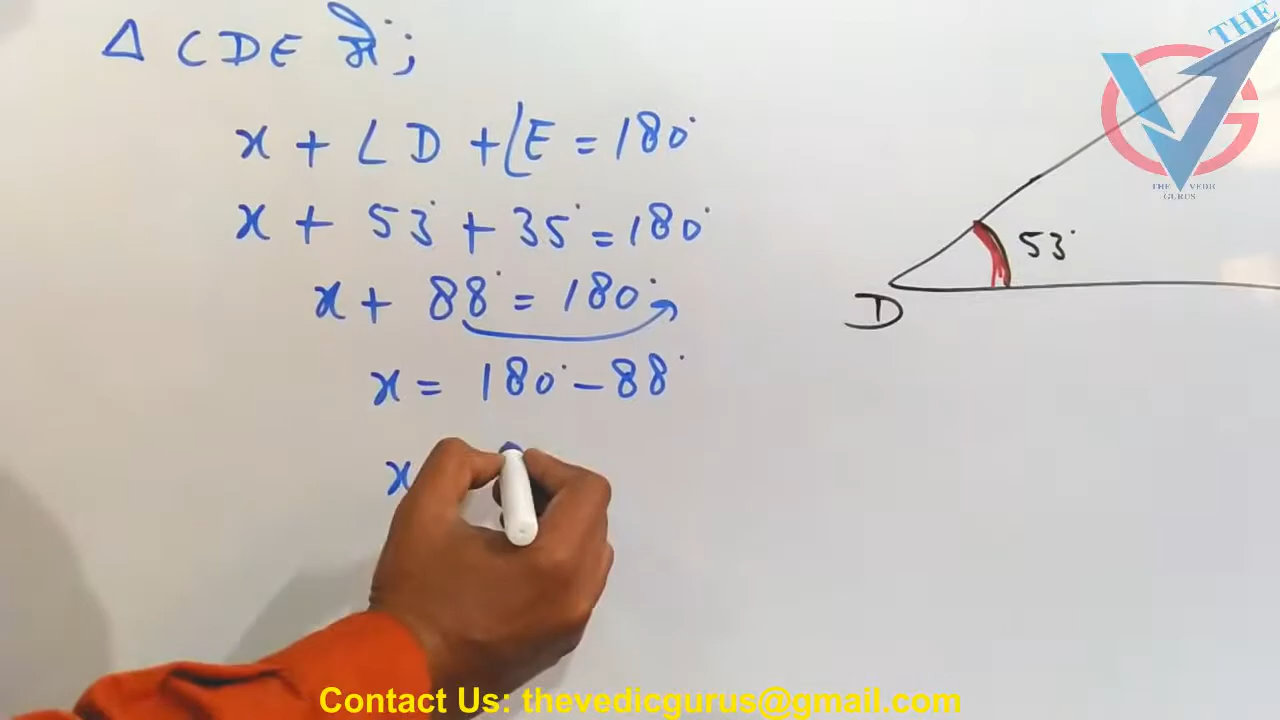 Δ CDE में;
x + ∠D + ∠E = 180°
x + 53° + 35° = 180°
x + 88° = 180°
x = 180° - 88°
x
53°
D
THE
THE VEDIC
GURUS
Contact Us: thevedicgurus@gmail.com